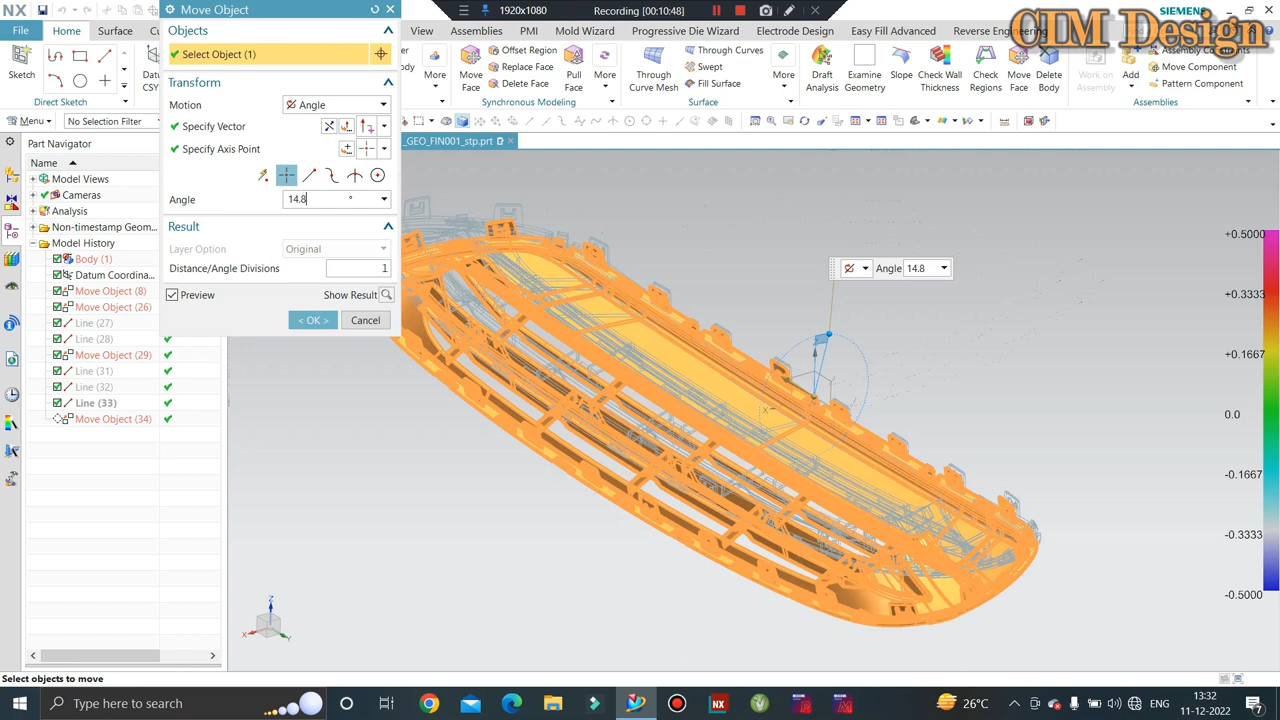 NX
Move Object
1920x1080
Recording [00:10:48]
SIEMENS
CIM Design
File
Home
Surface
View
Assemblies
PMI
Mold Wizard
Progressive Die Wizard
Electrode Design
Easy Fill Advanced
Reverse Engineering
Sketch
Direct Sketch
Objects
Select Object (1)
Transform
Motion
Angle
Specify Vector
Specify Axis Point
Angle
14.8
°
Result
Layer Option
Original
Distance/Angle Divisions
1
Preview
Show Result
< OK >
Cancel
More
Move Face
Offset Region
Replace Face
Delete Face
Pull Face
More
Synchronous Modeling
Through Curve Mesh
Through Curves
Swept
Fill Surface
More
Surface
Draft Analysis
Examine Geometry
Slope
Check Wall Thickness
Check Regions
Move Face
Delete Body
Work on Assembly
Add
Assembly Constraints
Move Component
Pattern Component
Assemblies
Menu
No Selection Filter
_GEO_FIN001_stp.prt
Part Navigator
Name
Model Views
Cameras
Analysis
Non-timestamp Geom...
Model History
Body (1)
Datum Coordina...
Move Object (8)
Move Object (26)
Line (27)
Line (28)
Move Object (29)
Line (31)
Line (32)
Line (33)
Move Object (34)
Angle 14.8
X
+0.5000
+0.3333
+0.1667
0.0
-0.1667
-0.3333
-0.5000
Z
X
Y
Select objects to move
Type here to search
NX
26°C
ENG
13:32
11-12-2022